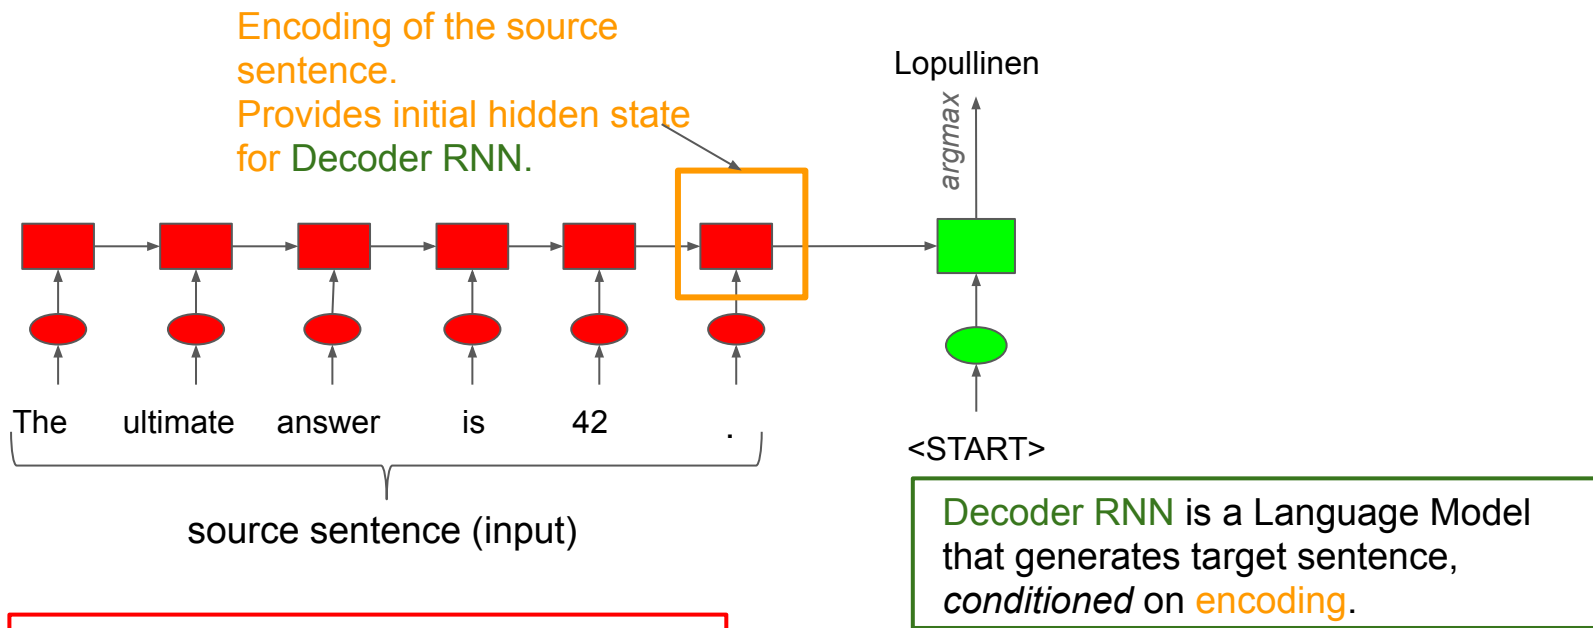 Encoding of the source
sentence.
Provides initial hidden state
for Decoder RNN.
Lopullinen
argmax
The ultimate answer is 42 .
<START>
source sentence (input)
Decoder RNN is a Language Model
that generates target sentence,
conditioned on encoding.